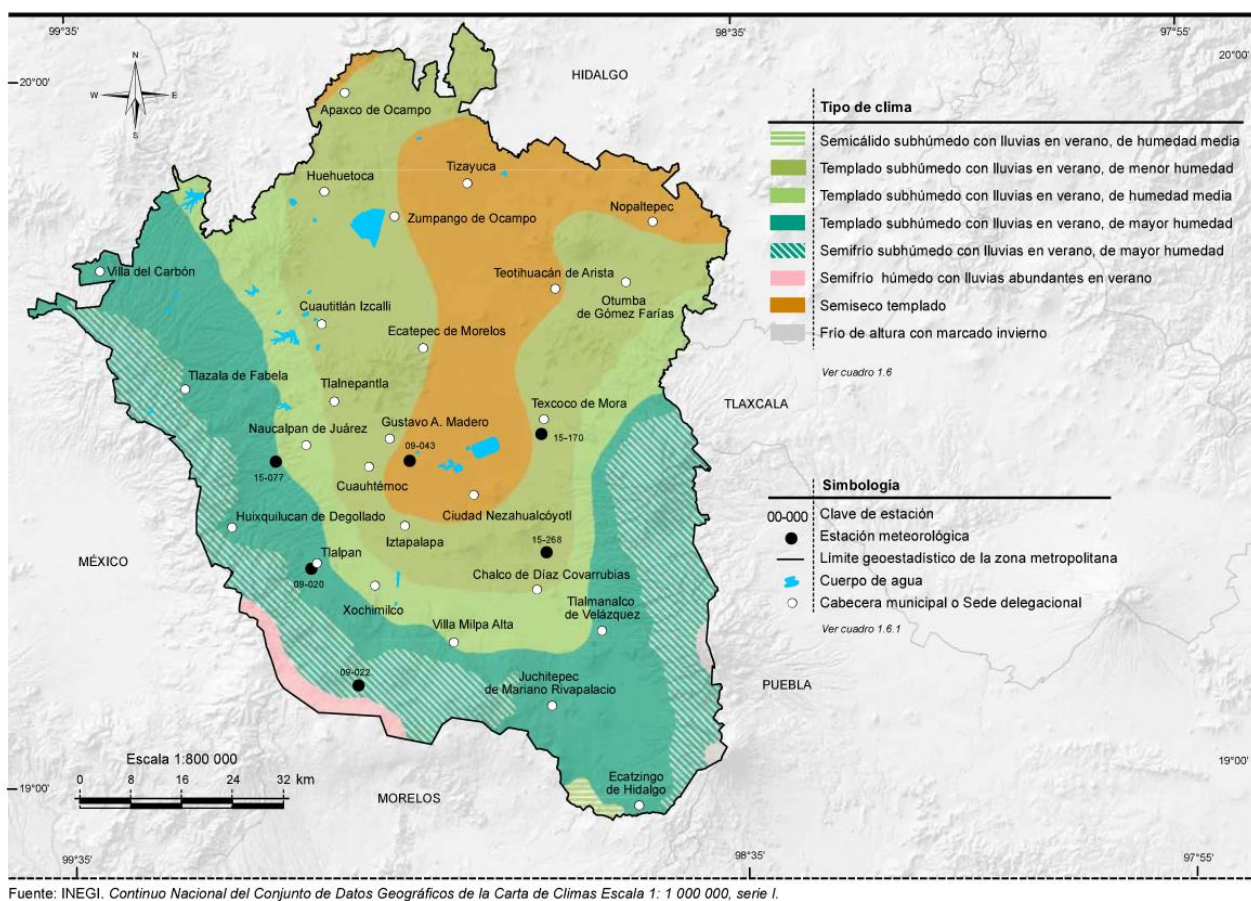 99°35'
98°35'
97°55'
20°00'
20°00'
N
W
E
S
HIDALGO
Apaxco de Ocampo
Tizayuca
Huehuetoca
Zumpango de Ocampo
Nopaltepec
Villa del Carbón
Teotihuacán de Arista
Otumba
de Gómez Farías
Cuautitlán Izcalli
Ecatepec de Morelos
Tlazala de Fabela
Tlalnepantla
TLAXCALA
Texcoco de Mora
Gustavo A. Madero
Naucalpan de Juárez
09-043
15-170
15-077
Cuauhtémoc
Huixquilucan de Degollado
Ciudad Nezahualcóyotl
Iztapalapa
15-268
MÉXICO
Tlalpan
09-020
Chalco de Díaz Covarrubias
Xochimilco
Tlalmanalco
de Velázquez
Villa Milpa Alta
09-022
Juchitepec
de Mariano Rivapalacio
PUEBLA
Escala 1:800 000
0 8 16 24 32 km
MORELOS
Ecatzingo
de Hidalgo
19°00'
19°00'
99°35'
98°35'
97°55'
Tipo de clima
Semicálido subhúmedo con lluvias en verano, de humedad media
Templado subhúmedo con lluvias en verano, de menor humedad
Templado subhúmedo con lluvias en verano, de humedad media
Templado subhúmedo con lluvias en verano, de mayor humedad
Semifrío subhúmedo con lluvias en verano, de mayor humedad
Semifrío húmedo con lluvias abundantes en verano
Semiseco templado
Frío de altura con marcado invierno
Ver cuadro 1.6
Simbología
00-000 Clave de estación
Estación meteorológica
Límite geoestadístico de la zona metropolitana
Cuerpo de agua
Cabecera municipal o Sede delegacional
Ver cuadro 1.6.1
Fuente: INEGI. Continuo Nacional del Conjunto de Datos Geográficos de la Carta de Climas Escala 1: 1 000 000, serie I.